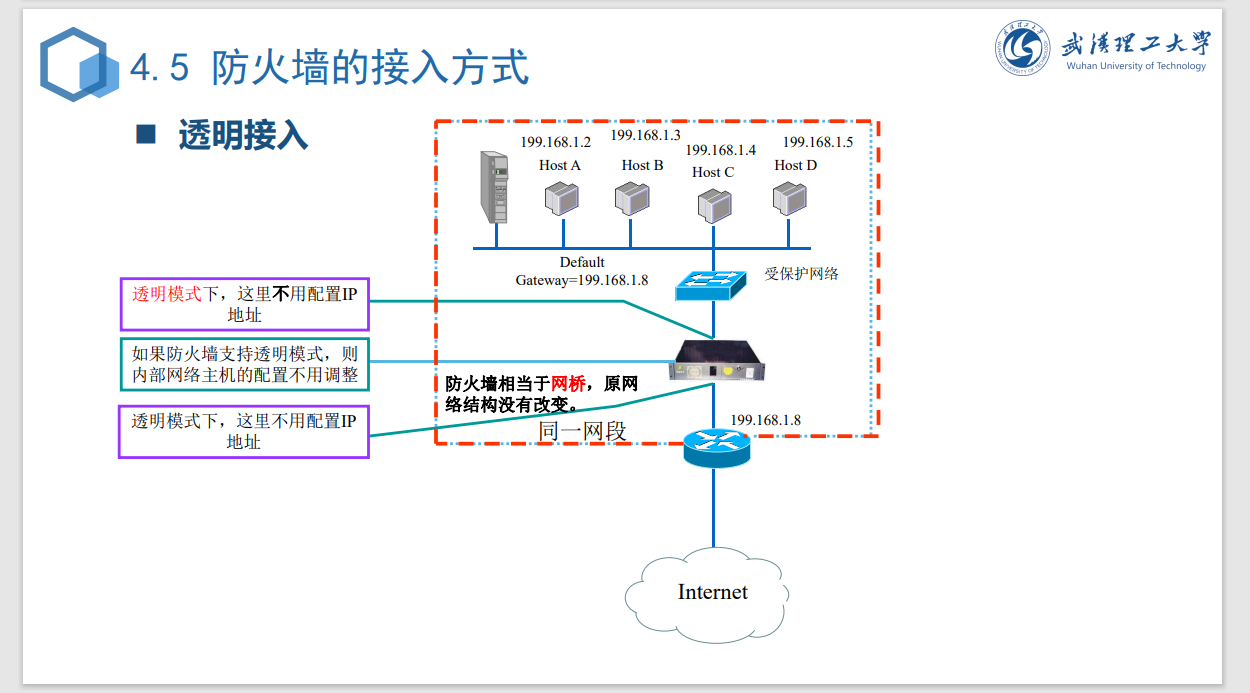 4.5 防火墙的接入方式
武汉理工大学
Wuhan University of Technology
■ 透明接入
199.168.1.2
199.168.1.3
199.168.1.4
199.168.1.5
Host A
Host B
Host C
Host D
Default
Gateway=199.168.1.8
受保护网络
透明模式下，这里不用配置IP
地址
如果防火墙支持透明模式，则
内部网络主机的配置不用调整
透明模式下，这里不用配置IP
地址
防火墙相当于网桥，原网
络结构没有改变。
同一网段
199.168.1.8
Internet